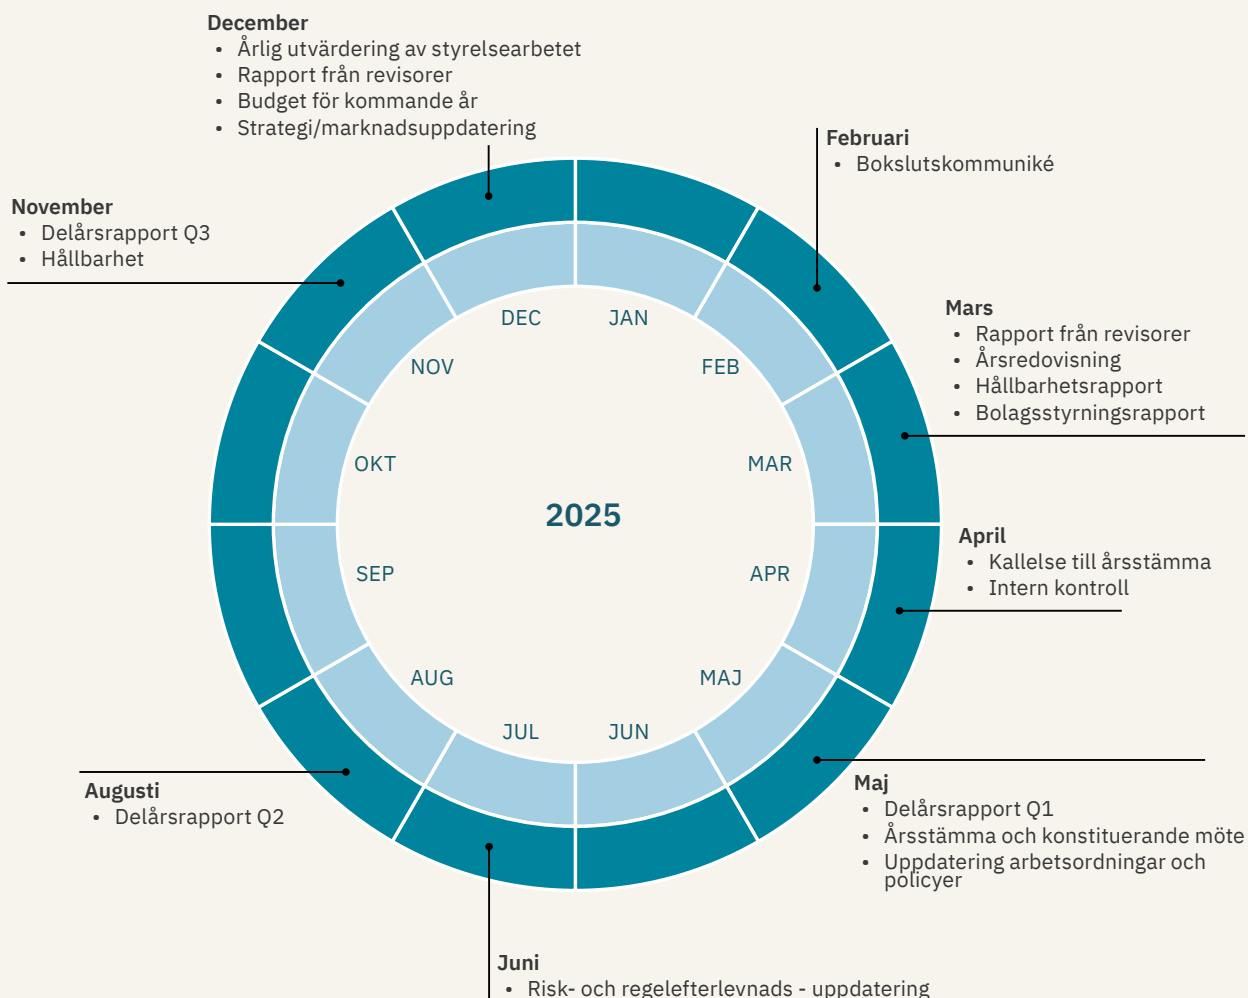 December
• Årlig utvärdering av styrelsearbetet
• Rapport från revisorer
• Budget för kommande år
• Strategi/marknadsuppdatering
Februari
• Bokslutskommuniké
November
• Delårsrapport Q3
• Hållbarhet
Mars
• Rapport från revisorer
• Årsredovisning
• Hållbarhetsrapport
• Bolagsstyrningsrapport
DEC
JAN
NOV
FEB
OKT
MAR
2025
SEP
APR
AUG
MAJ
JUL
JUN
April
• Kallelse till årsstämma
• Intern kontroll
Augusti
• Delårsrapport Q2
Maj
• Delårsrapport Q1
• Årsstämma och konstituerande möte
• Uppdatering arbetsordningar och
policyer
Juni
• Risk- och regelefterlevnads - uppdatering